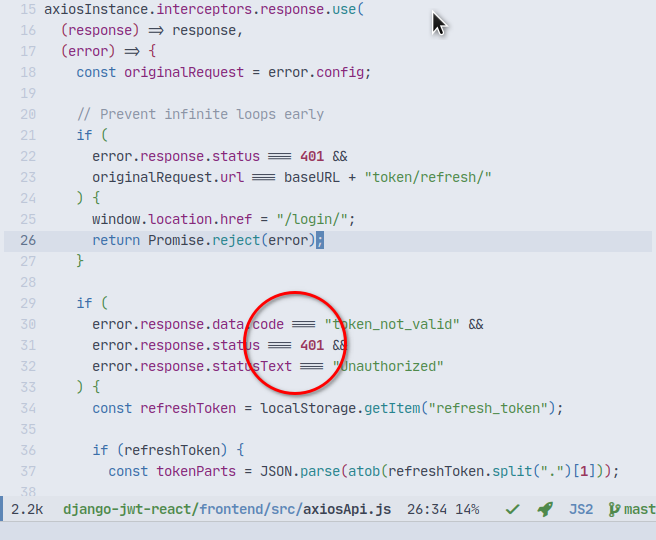 15 axiosInstance.interceptors.response.use(
16 (response) => response,
17 (error) => {
18 const originalRequest = error.config;
19
20 // Prevent infinite loops early
21 if (
22 error.response.status === 401 &&
23 originalRequest.url === baseURL + "token/refresh/"
24 ) {
25 window.location.href = "/login/";
26 return Promise.reject(error);
27 }
28
29 if (
30 error.response.data.code === "token_not_valid" &&
31 error.response.status === 401 &&
32 error.response.statusText === "Unauthorized"
33 ) {
34 const refreshToken = localStorage.getItem("refresh_token");
35
36 if (refreshToken) {
37 const tokenParts = JSON.parse(atob(refreshToken.split(".")[1]));
38
2.2k django-jwt-react/frontend/src/axiosApi.js 26:34 14% JS2 mast